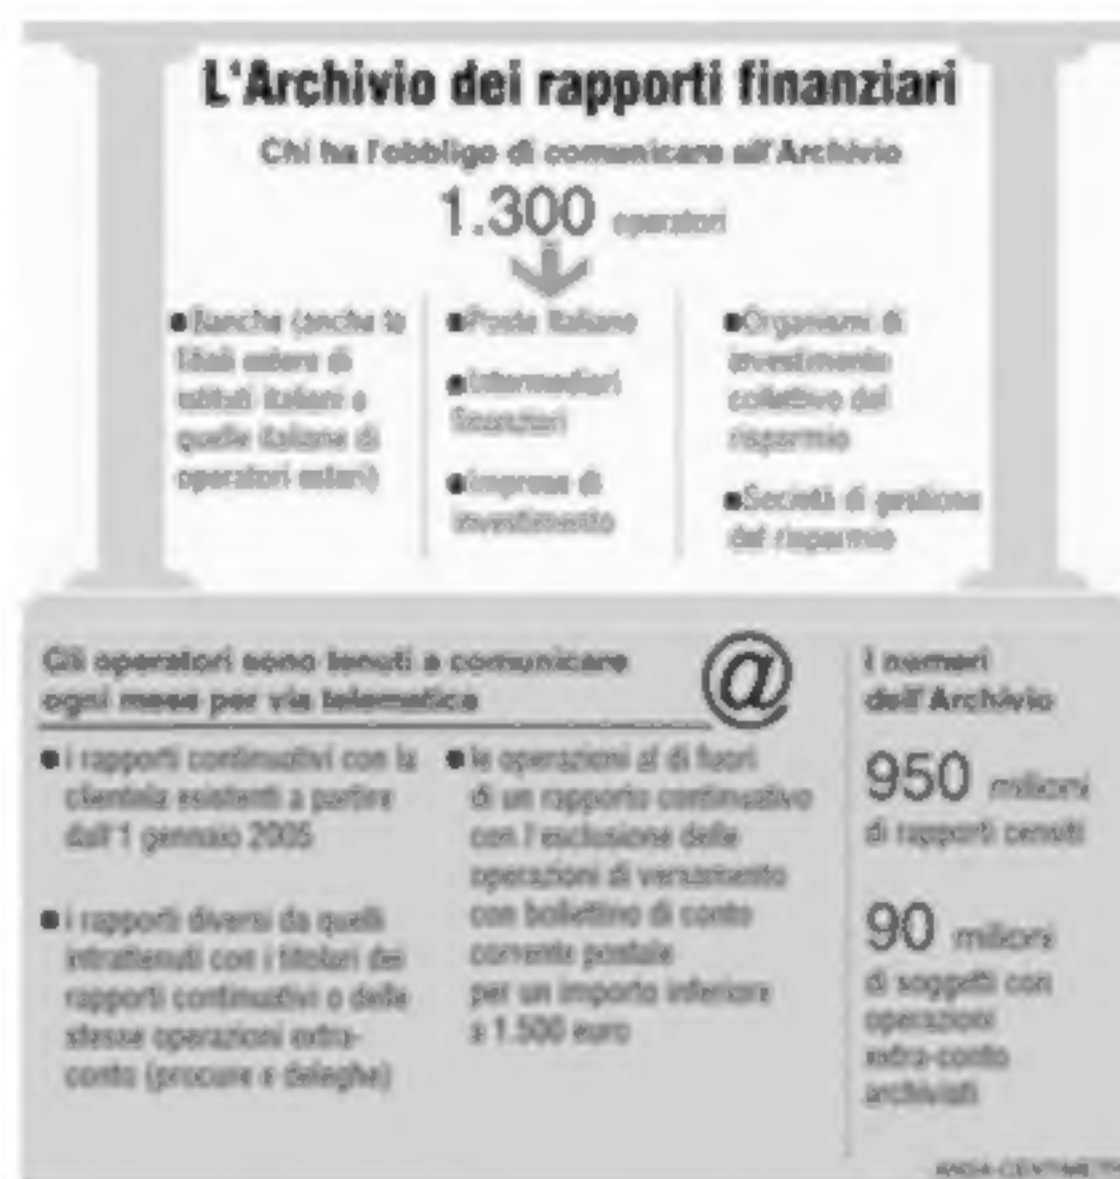 L'Archivio dei rapporti finanziari
Chi ha l'obbligo di comunicare all'Archivio
1.300 operatori
Banche (anche le
filiali estere di
istituti italiani o
quelle italiane di
operatori esteri)
Poste Italiane
Intermediari
finanziari
Imprese di
investimento
Organismi di
investimento
collettivo del
risparmio
Società di gestione
del risparmio
Gli operatori sono tenuti a comunicare
ogni mese per via telematica
@
i rapporti continuativi con la
clientela esistenti a partire
dall'1 gennaio 2005
i rapporti diversi da quelli
intrattenuti con i titolari dei
rapporti continuativi o delle
stesse operazioni extra-
conto (procure e deleghe)
le operazioni al di fuori
di un rapporto continuativo
con l'esclusione delle
operazioni di versamento
con bollettino di conto
corrente postale
per un importo inferiore
a 1.500 euro
I numeri
dell'Archivio
950 milioni
di rapporti censiti
90 milioni
di soggetti con
operazioni
extra-conto
archiviati